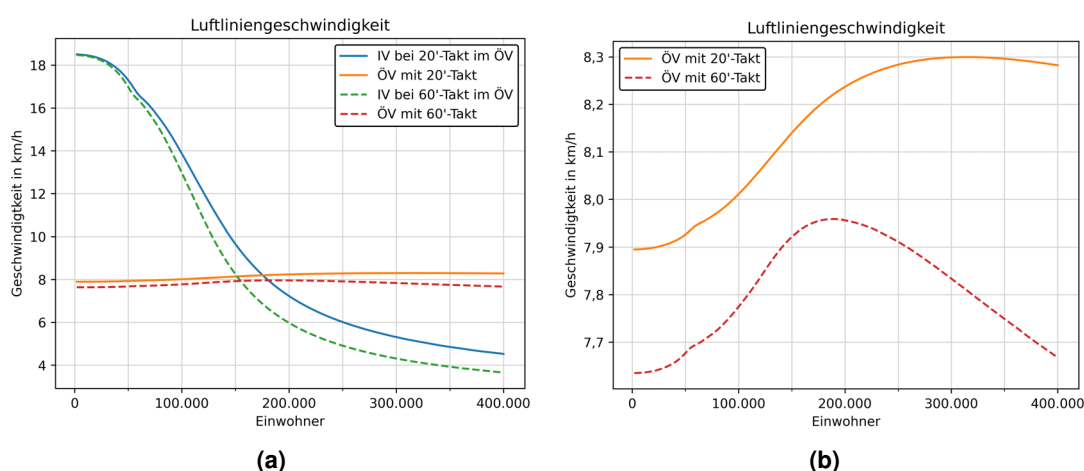 Luftliniengeschwindigkeit
Geschwindigtkeit in km/h
18
16
14
12
10
8
6
4
IV bei 20'-Takt im ÖV
ÖV mit 20'-Takt
IV bei 60'-Takt im ÖV
ÖV mit 60'-Takt
0
100.000
200.000
300.000
400.000
Einwohner
(a)
Luftliniengeschwindigkeit
Geschwindigtkeit in km/h
8,3
8,2
8,1
8,0
7,9
7,8
7,7
ÖV mit 20'-Takt
ÖV mit 60'-Takt
0
100.000
200.000
300.000
400.000
Einwohner
(b)